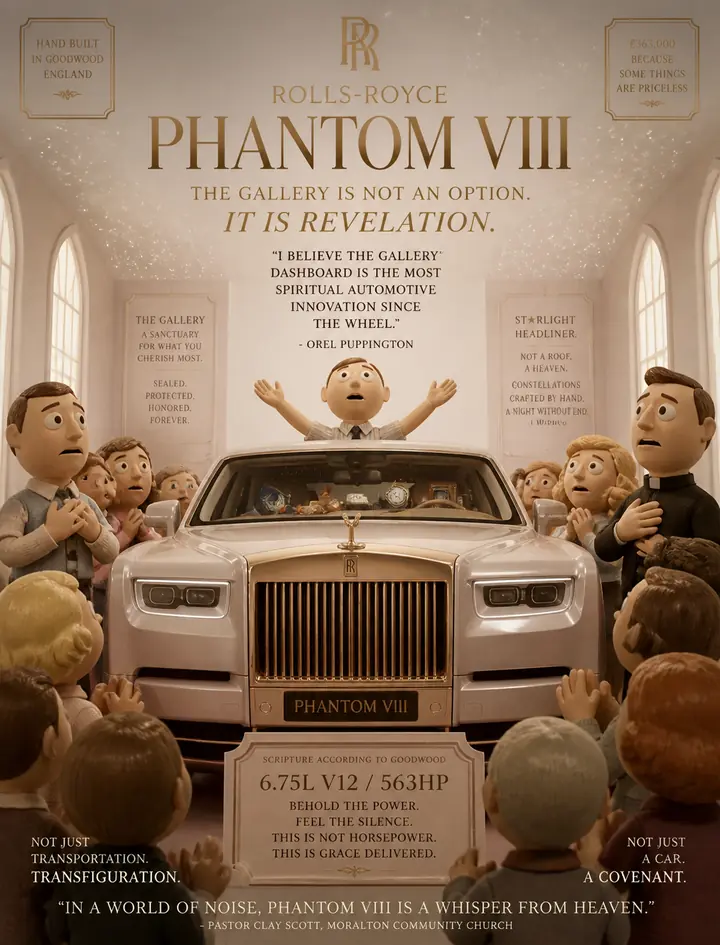 HAND BUILT
IN GOODWOOD
ENGLAND
BECAUSE
SOME THINGS
ARE PRICELESS
RR
ROLLS-ROYCE
PHANTOM VIII
THE GALLERY IS NOT AN OPTION.
IT IS REVELATION.
“I BELIEVE THE GALLERY
DASHBOARD IS THE MOST
SPIRITUAL AUTOMOTIVE
INNOVATION SINCE
THE WHEEL.”
- OREL PUPPINGTON
THE GALLERY
A SANCTUARY
FOR WHAT YOU
CHERISH MOST.
SEALED.
PROTECTED.
HONORED.
FOREVER.
ST★RLIGHT
HEADLINER.
NOT A ROOF.
A HEAVEN.
CONSTELLATIONS
CRAFTED BY HAND.
A NIGHT WITHOUT END.
RR
PHANTOM VIII
SCRIPTURE ACCORDING TO GOODWOOD
6.75L V12 / 563HP
BEHOLD THE POWER.
FEEL THE SILENCE.
THIS IS NOT HORSEPOWER.
THIS IS GRACE DELIVERED.
NOT JUST
TRANSPORTATION.
TRANSFIGURATION.
NOT JUST
A CAR.
A COVENANT.
“IN A WORLD OF NOISE, PHANTOM VIII IS A WHISPER FROM HEAVEN.”
- PASTOR CLAY SCOTT, MORALTON COMMUNITY CHURCH